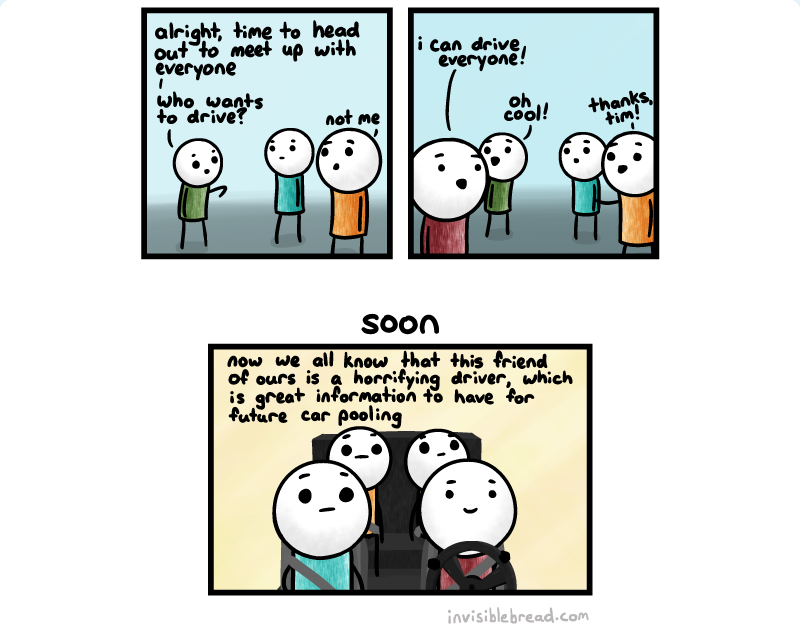 alright, time to head
out to meet up with
everyone
who wants
to drive?
not me
i can drive
everyone!
oh
cool!
thanks,
tim!
soon
now we all know that this friend
of ours is a horrifying driver, which
is great information to have for
future car pooling
invisiblebread.com